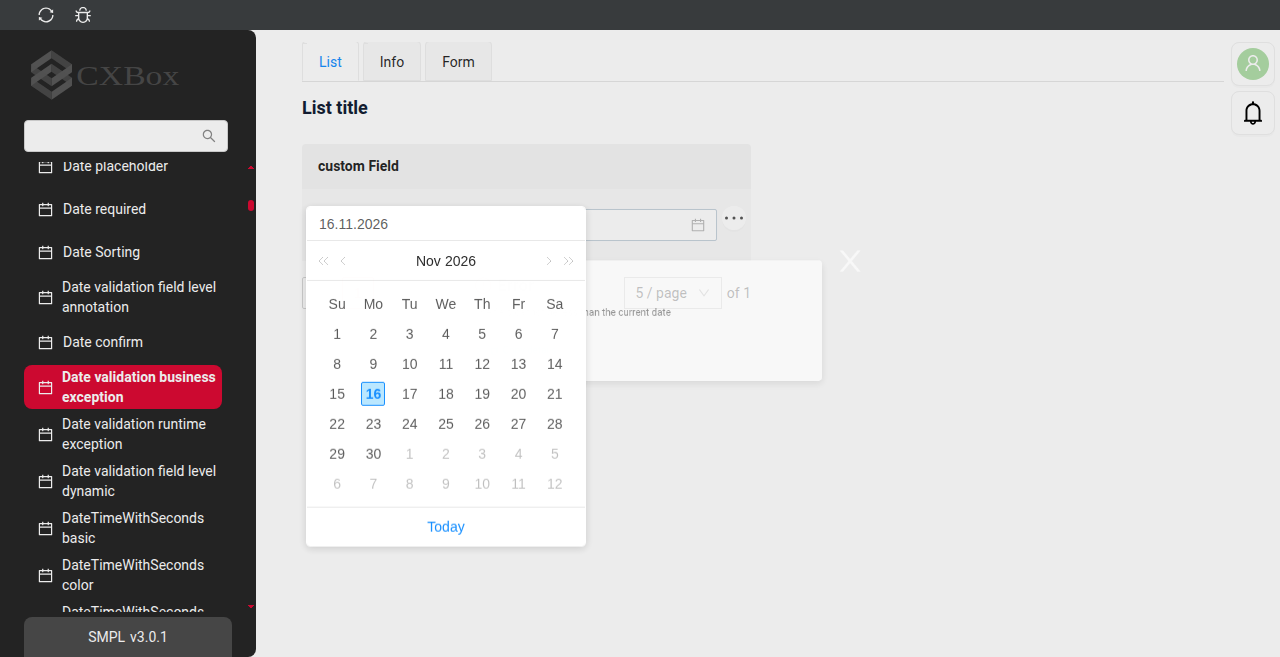 CXBox
Date placeholder
Date required
Date Sorting
Date validation field level
annotation
Date confirm
Date validation business
exception
Date validation runtime
exception
Date validation field level
dynamic
DateTimeWithSeconds
basic
DateTimeWithSeconds
color
DateTimeWithSeconds
SMPL v3.0.1
List
Info
Form
List title
custom Field
16.11.2026
Nov 2026
Su Mo Tu We Th Fr Sa
1 2 3 4 5 6 7
8 9 10 11 12 13 14
15 16 17 18 19 20 21
22 23 24 25 26 27 28
29 30 1 2 3 4 5
6 7 8 9 10 11 12
Today
5 / page
of 1
than the current date